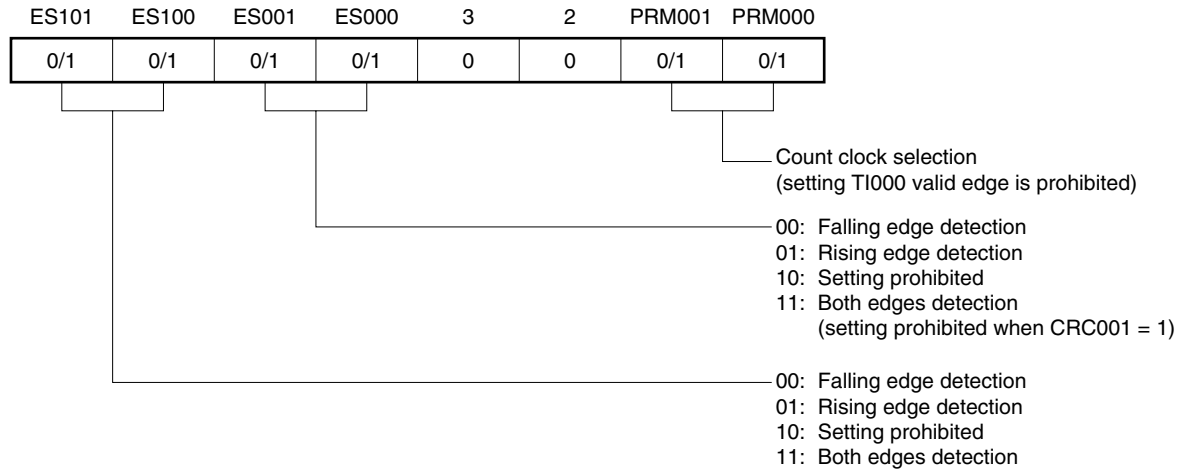 ES101 ES100 ES001 ES000 3 2 PRM001 PRM000
0/1 0/1 0/1 0/1 0 0 0/1 0/1
Count clock selection
(setting TI000 valid edge is prohibited)
00: Falling edge detection
01: Rising edge detection
10: Setting prohibited
11: Both edges detection
(setting prohibited when CRC001 = 1)
00: Falling edge detection
01: Rising edge detection
10: Setting prohibited
11: Both edges detection